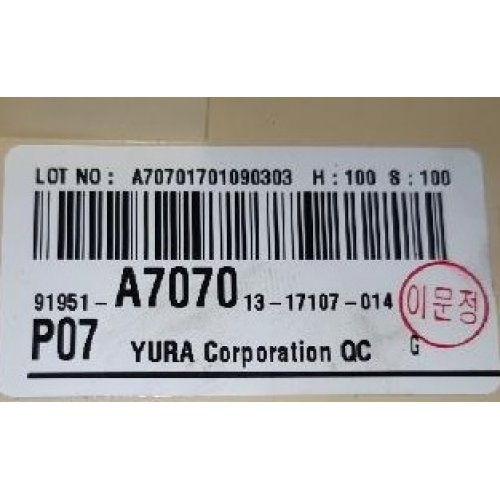 LOT NO : A70701701090303 H : 100 S : 100
91951- A7070 13-17107-014
이문정
P07 YURA Corporation QC G